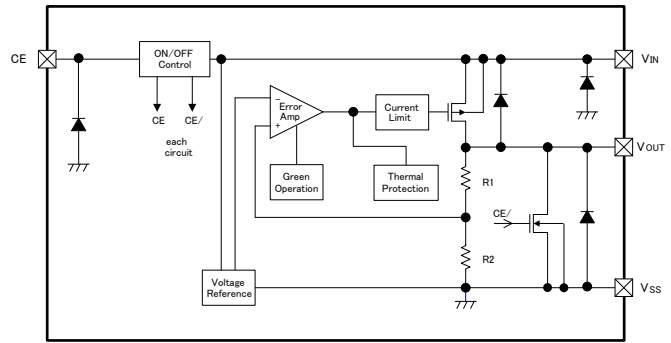 CE
ON/OFF
Control
VIN
CE
CE/
each
circuit
−
Error
Amp
+
Current
Limit
Green
Operation
Thermal
Protection
VOUT
R1
CE/
R2
Voltage
Reference
VSS